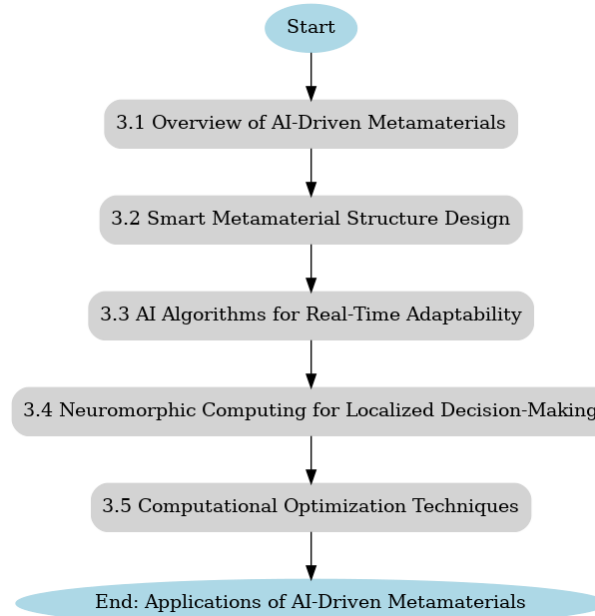 Start
3.1 Overview of AI-Driven Metamaterials
3.2 Smart Metamaterial Structure Design
3.3 AI Algorithms for Real-Time Adaptability
3.4 Neuromorphic Computing for Localized Decision-Making
3.5 Computational Optimization Techniques
End: Applications of AI-Driven Metamaterials